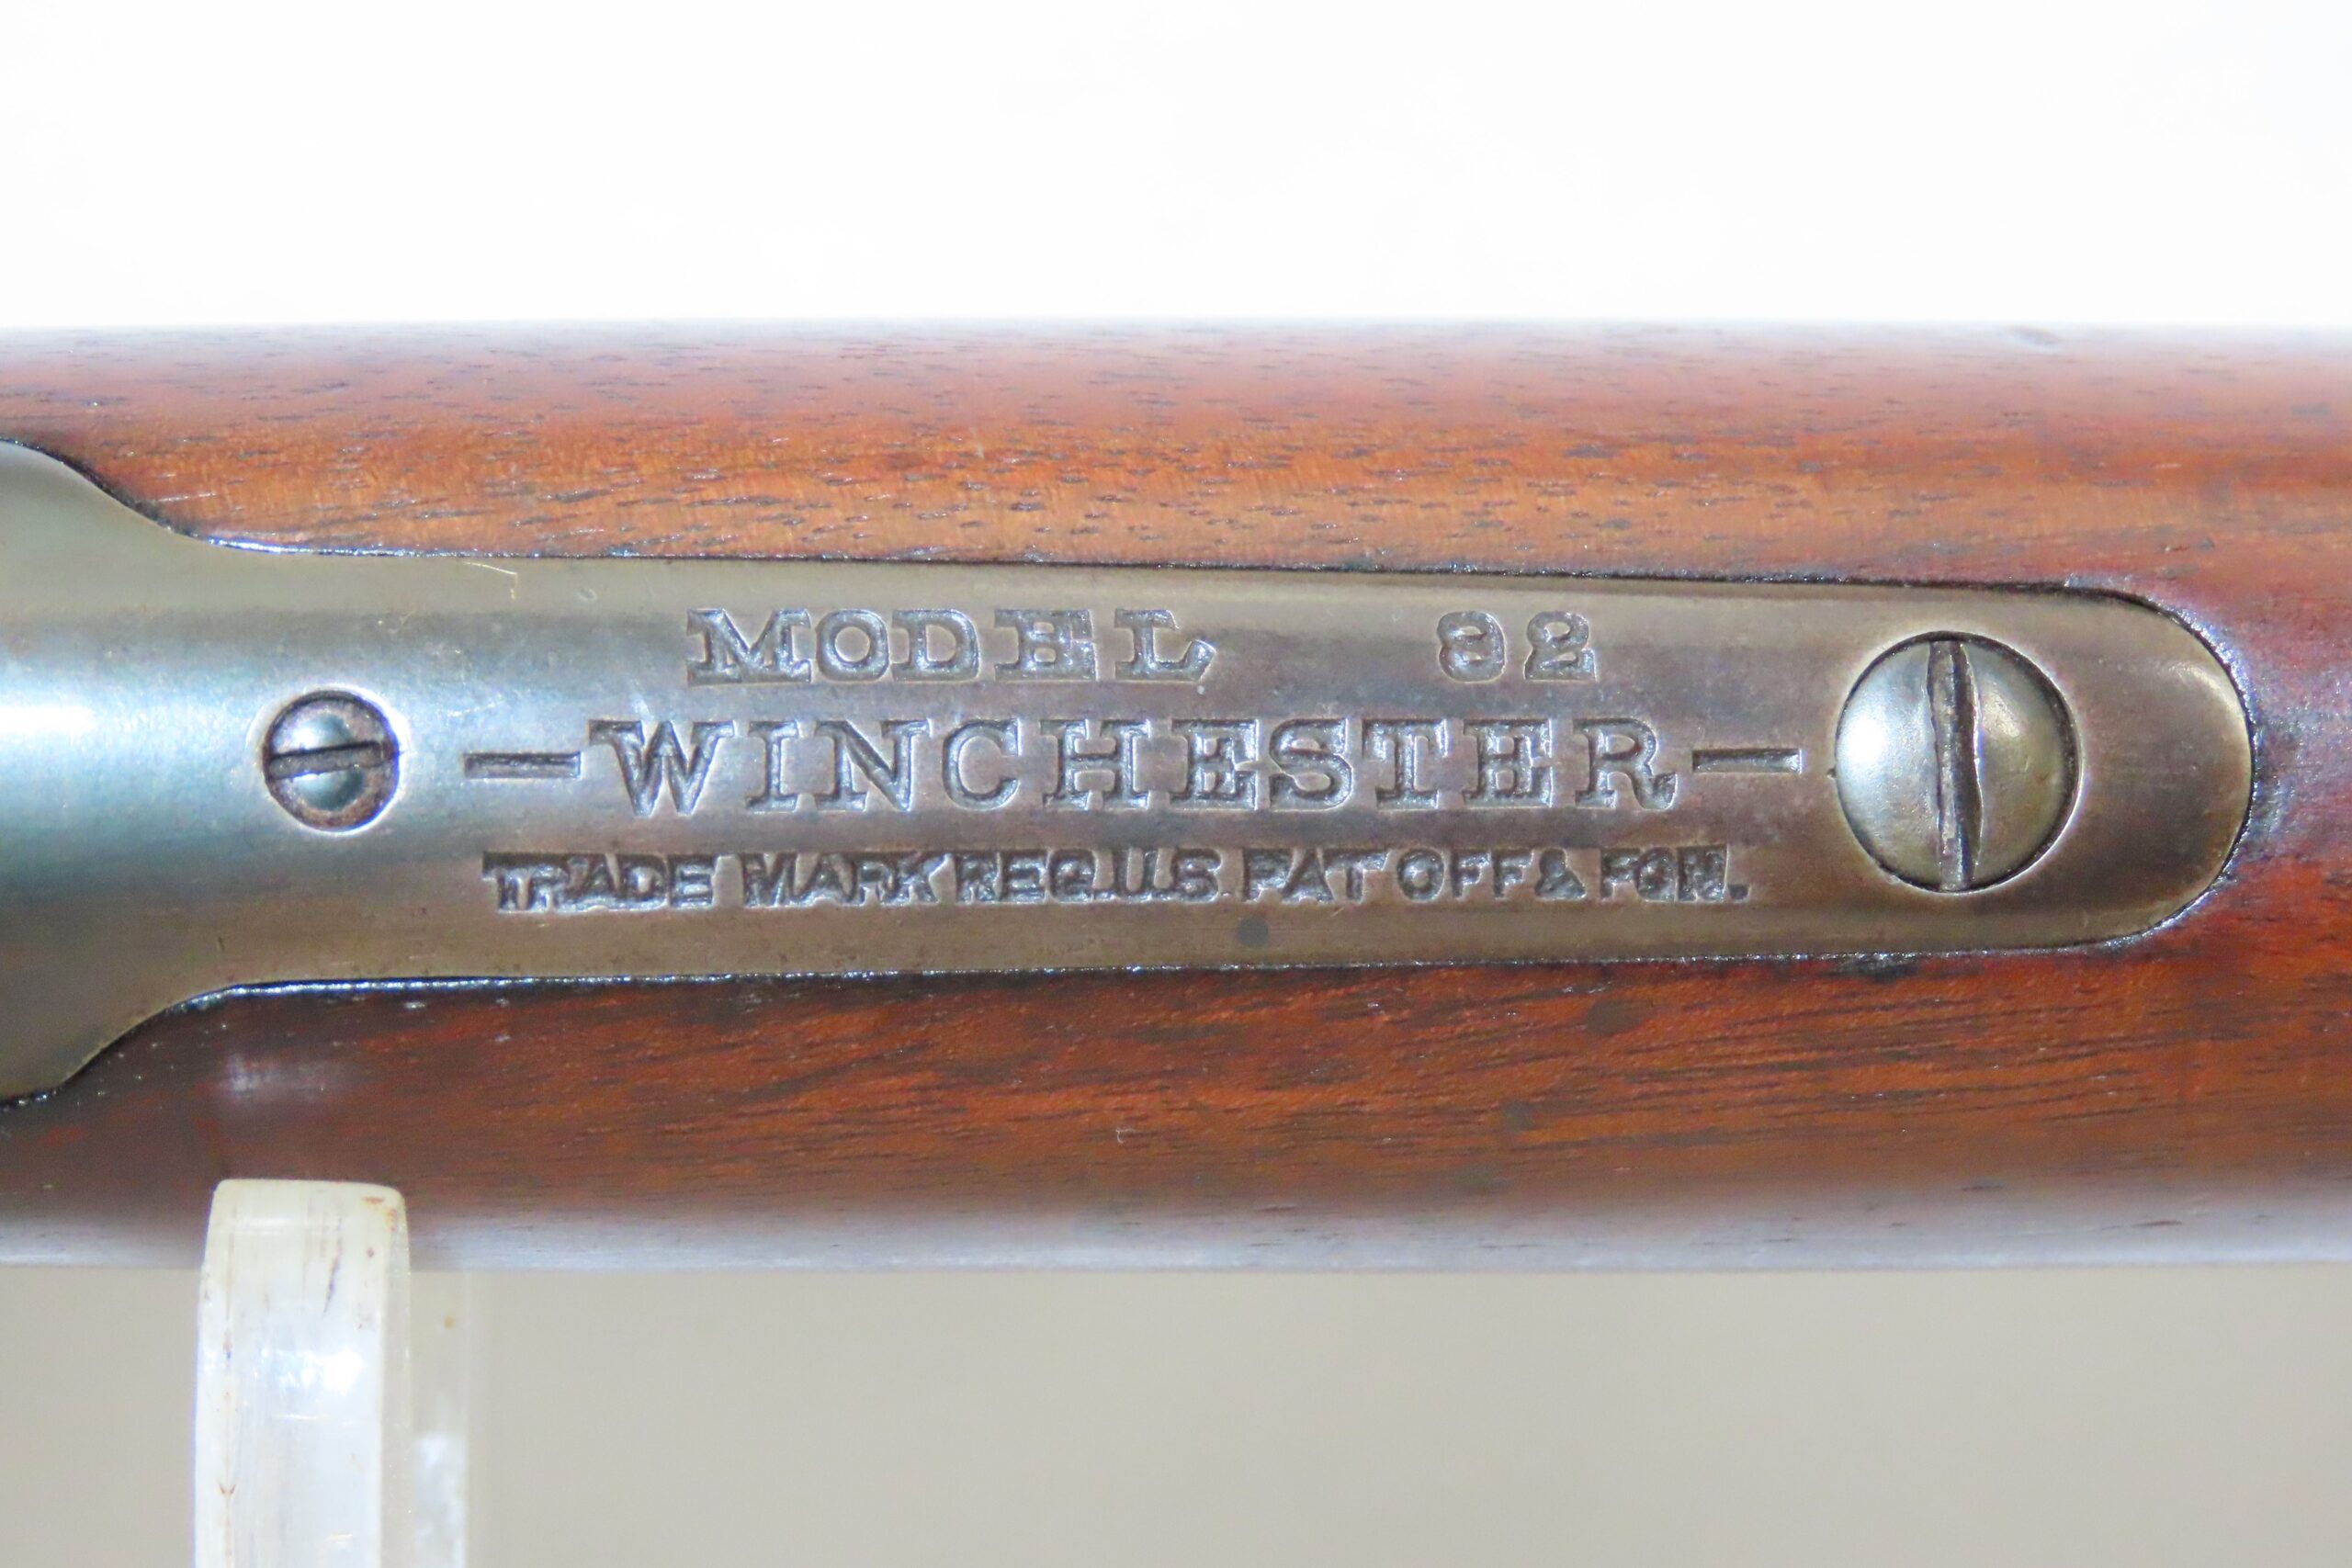 MODEL 92
—WINCHESTER—
TRADE MARK REG.U.S. PAT OFF & FGN.